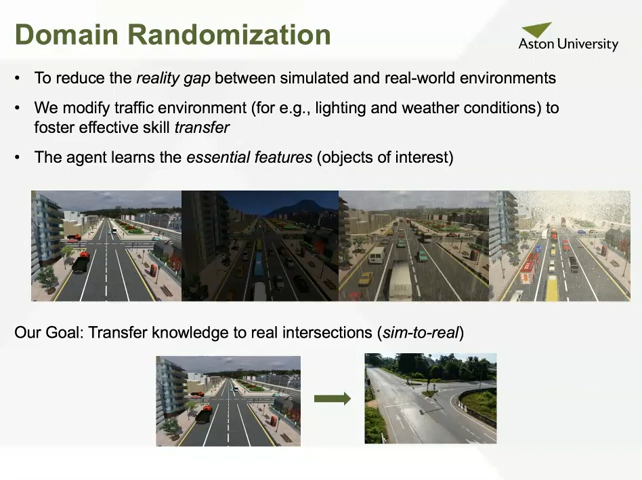 Domain Randomization
Aston University
• To reduce the reality gap between simulated and real-world environments
• We modify traffic environment (for e.g., lighting and weather conditions) to
foster effective skill transfer
• The agent learns the essential features (objects of interest)
Our Goal: Transfer knowledge to real intersections (sim-to-real)